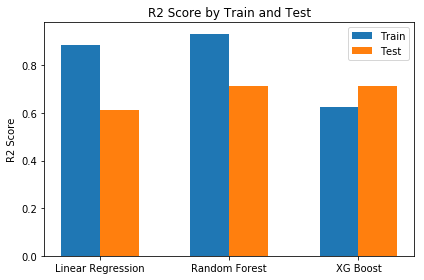 R2 Score by Train and Test
Train
Test
R2 Score
0.8
0.6
0.4
0.2
0.0
Linear Regression
Random Forest
XG Boost